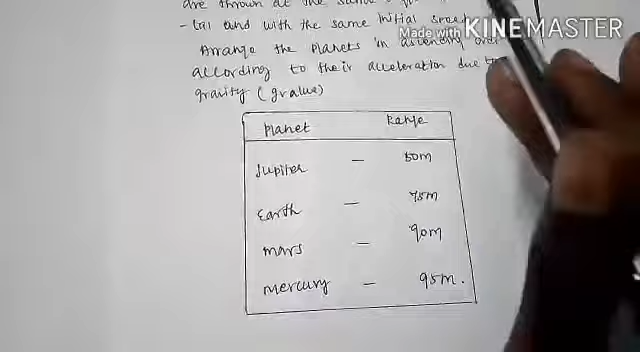 are thrown at the same
- tal and with the same initial speed
Made with KINEMASTER
Arrange the planets in ascending order
according to their acceleration due to
gravity (g value)
Planet Range
Jupiter - 50m
Earth - 75m
mars - 90m
mercury - 95m.